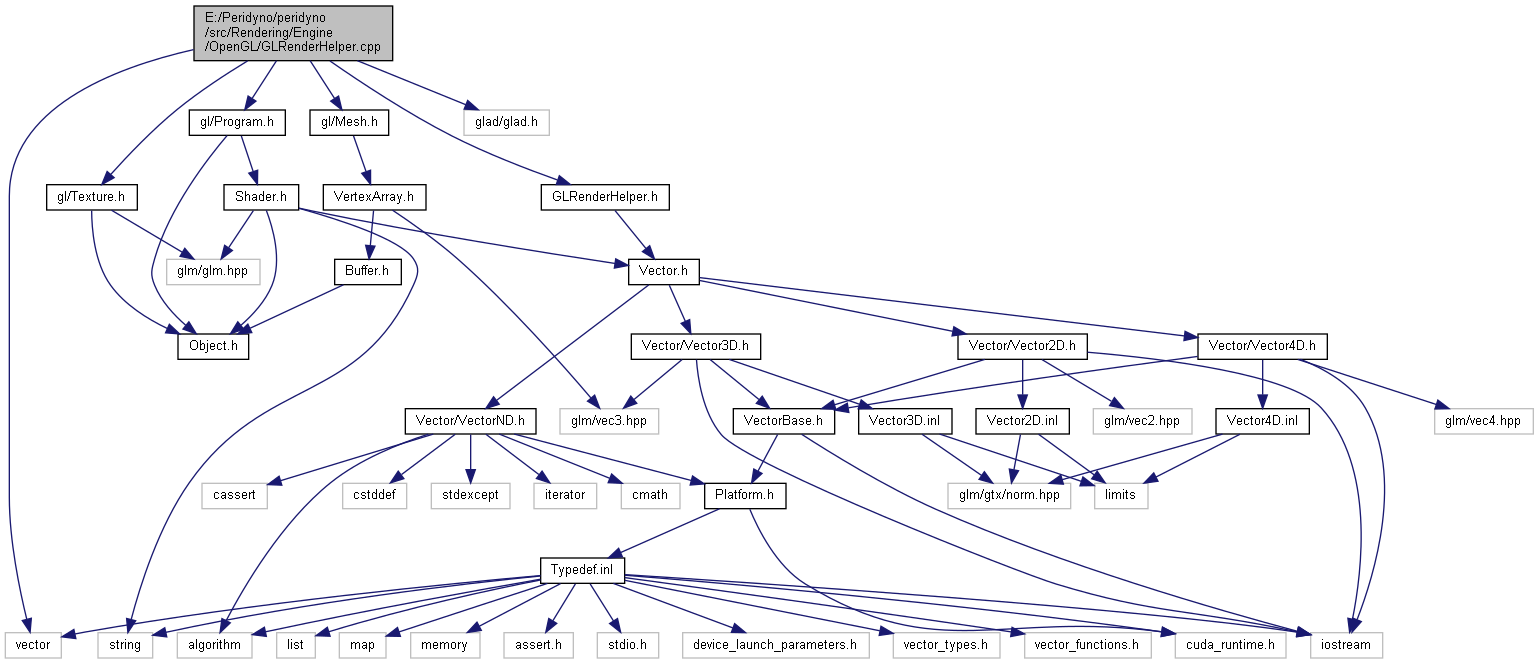 E:/Peridyno/peridyno
/src/Rendering/Engine
/OpenGL/GLRenderHelper.cpp
gl/Program.h
gl/Mesh.h
glad/glad.h
gl/Texture.h
Shader.h
VertexArray.h
GLRenderHelper.h
glm/glm.hpp
Buffer.h
Vector.h
Object.h
Vector/Vector3D.h
Vector/Vector2D.h
Vector/Vector4D.h
Vector/VectorND.h
glm/vec3.hpp
VectorBase.h
Vector3D.inl
Vector2D.inl
glm/vec2.hpp
Vector4D.inl
glm/vec4.hpp
cassert
cstddef
stdexcept
iterator
cmath
Platform.h
glm/gtx/norm.hpp
limits
Typedef.inl
vector
string
algorithm
list
map
memory
assert.h
stdio.h
device_launch_parameters.h
vector_types.h
vector_functions.h
cuda_runtime.h
iostream